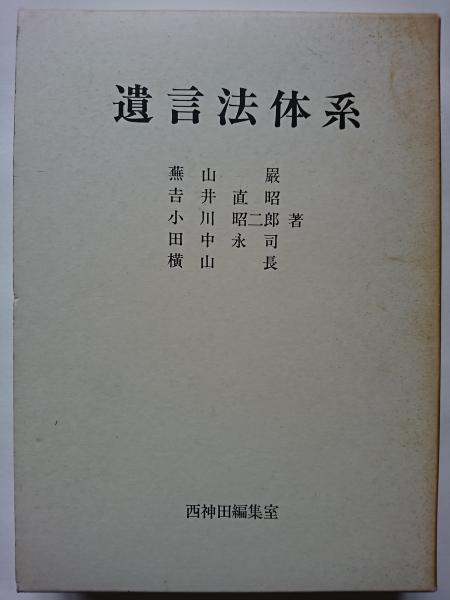 遺言法体系
蕪山 嚴
吉井直昭
小川昭二郎 著
田中永司
横山 長
西神田編集室